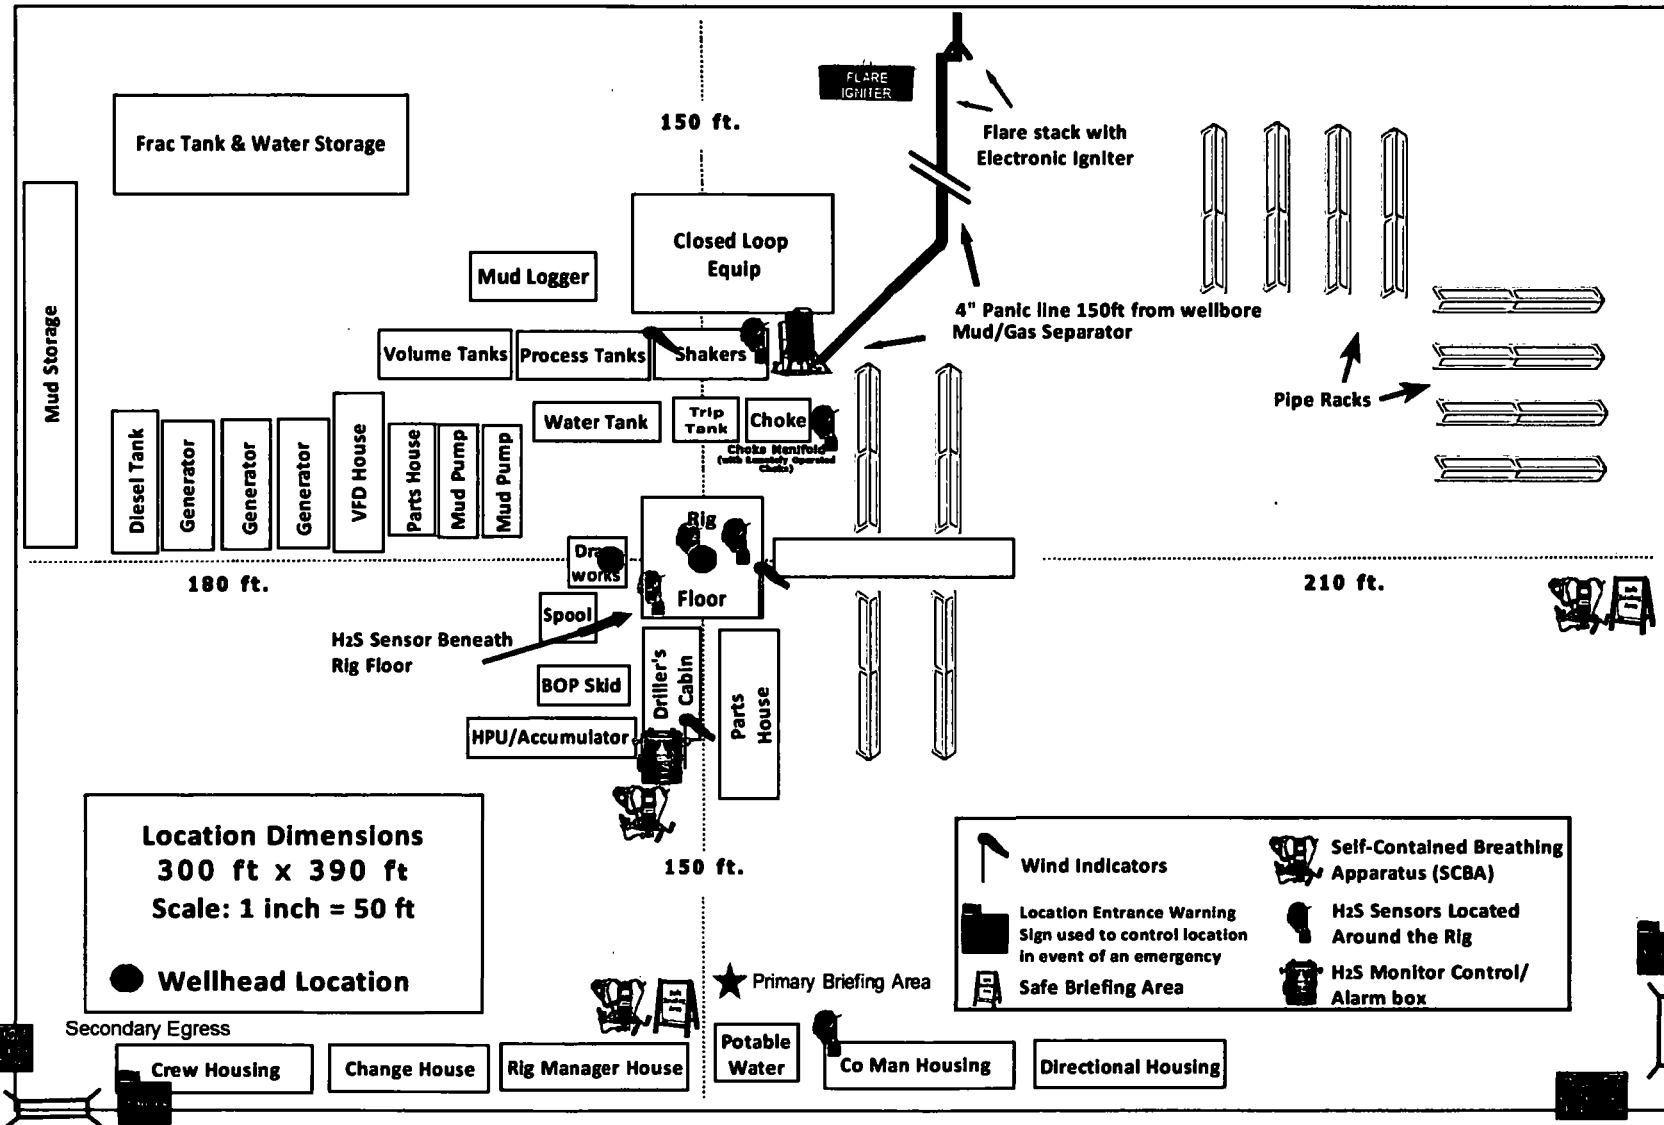 FLARE
IGNITER
150 ft.
Flare stack with
Electronic Igniter
Frac Tank & Water Storage
Closed Loop
Equip
Mud Logger
Mud Storage
4" Panic line 150ft from wellbore
Mud/Gas Separator
Volume Tanks
Process Tanks
Shakers
Pipe Racks
Water Tank
Trip
Tank
Choke
Choke Manifold
(with Remotely Operated
Choke)
Diesel Tank
Generator
Generator
Generator
VFD House
Parts House
Mud Pump
Mud Pump
Rig
Floor
Draw
works
180 ft.
210 ft.
Spool
H2S Sensor Beneath
Rig Floor
BOP Skid
Driller's
Cabin
Parts
House
HPU/Accumulator
Location Dimensions
300 ft x 390 ft
Scale: 1 inch = 50 ft
Wellhead Location
150 ft.
Wind Indicators
Location Entrance Warning
Sign used to control location
in event of an emergency
Safe Briefing Area
Self-Contained Breathing
Apparatus (SCBA)
H2S Sensors Located
Around the Rig
H2S Monitor Control/
Alarm box
Primary Briefing Area
Secondary Egress
Crew Housing
Change House
Rig Manager House
Potable
Water
Co Man Housing
Directional Housing